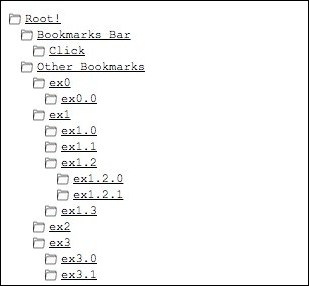 Root!
Bookmarks Bar
Click
Other Bookmarks
ex0
ex0.0
ex1
ex1.0
ex1.1
ex1.2
ex1.2.0
ex1.2.1
ex1.3
ex2
ex3
ex3.0
ex3.1